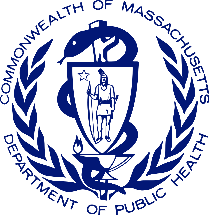 COMMONWEALTH OF MASSACHUSETTS
DEPARTMENT OF PUBLIC HEALTH